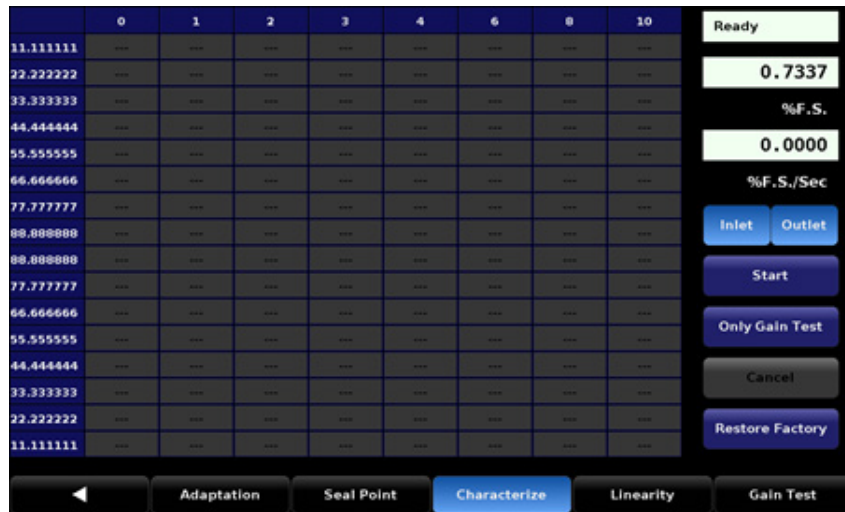 0 1 2 3 4 6 8 10
11.111111 --- --- --- --- --- --- --- ---
22.222222 --- --- --- --- --- --- --- ---
33.333333 --- --- --- --- --- --- --- ---
44.444444 --- --- --- --- --- --- --- ---
55.555555 --- --- --- --- --- --- --- ---
66.666666 --- --- --- --- --- --- --- ---
77.777777 --- --- --- --- --- --- --- ---
88.888888 --- --- --- --- --- --- --- ---
88.888888 --- --- --- --- --- --- --- ---
77.777777 --- --- --- --- --- --- --- ---
66.666666 --- --- --- --- --- --- --- ---
55.555555 --- --- --- --- --- --- --- ---
44.444444 --- --- --- --- --- --- --- ---
33.333333 --- --- --- --- --- --- --- ---
22.222222 --- --- --- --- --- --- --- ---
11.111111 --- --- --- --- --- --- --- ---
Ready
0.7337
%F.S.
0.0000
%F.S./Sec
Inlet Outlet
Start
Only Gain Test
Cancel
Restore Factory
Adaptation Seal Point Characterize Linearity Gain Test